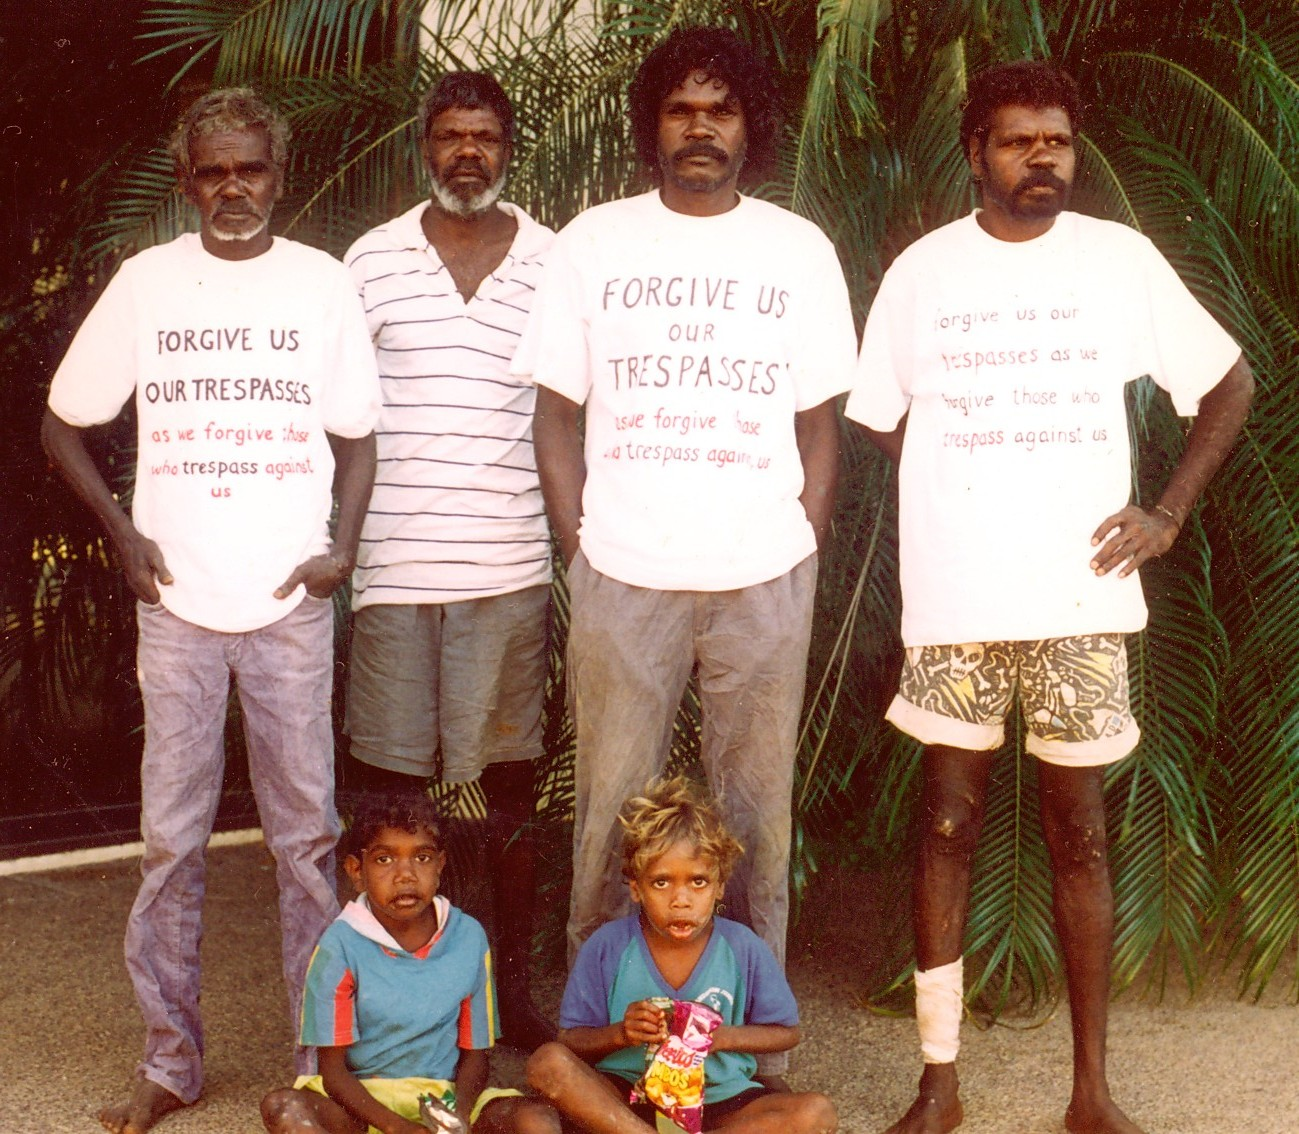 FORGIVE US
OUR TRESPASSES
as we forgive those
who trespass against
us
FORGIVE US
OUR
TRESPASSES'
forgive
trespass against us
Forgive us our
trespasses as we
forgive those who
trespass against us